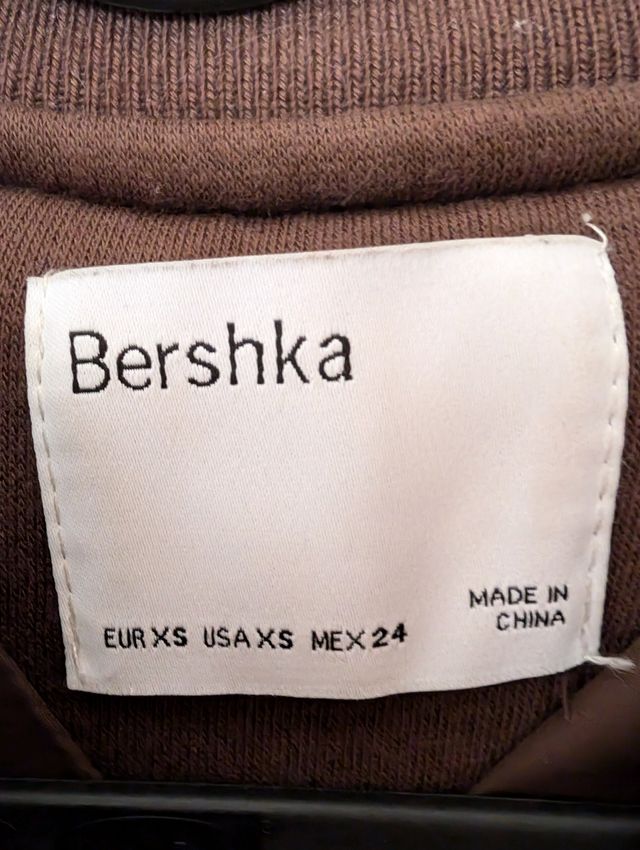 Bershka
MADE IN
CHINA
EUR XS USA XS MEX 24